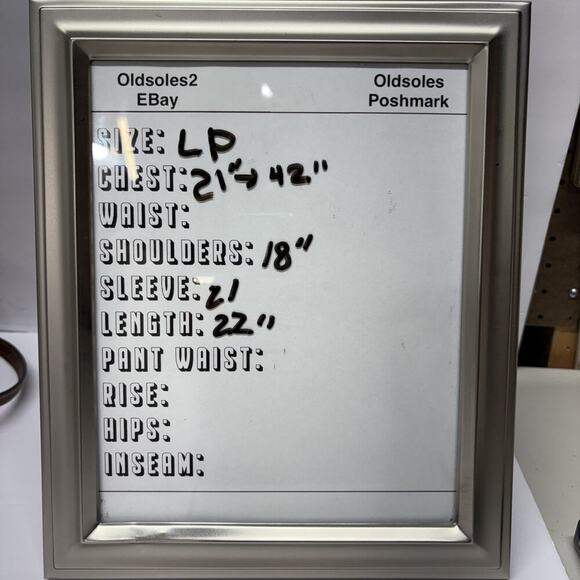 Oldsoles2 Oldsoles
EBay Poshmark
SIZE: LP
CHEST: 21"→ 42"
WAIST:
SHOULDERS: 18"
SLEEVE: 21
LENGTH: 22"
PANT WAIST:
RISE:
HIPS:
INSEAM: